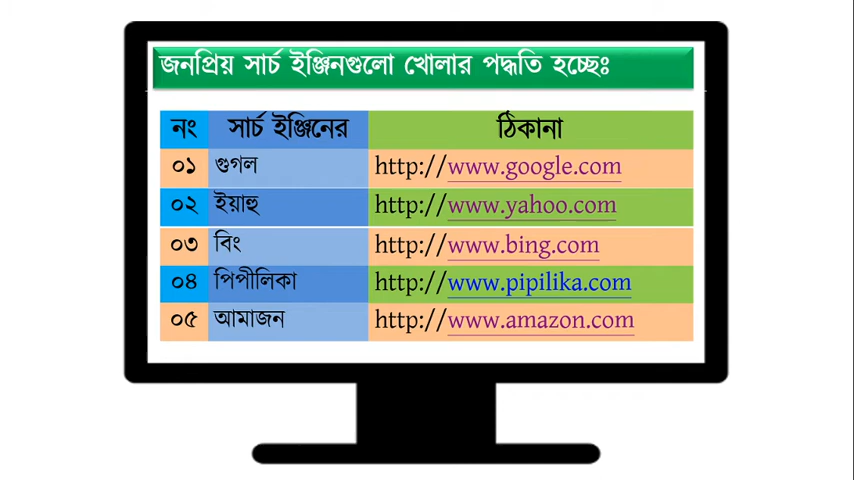 জনপ্রিয় সার্চ ইঞ্জিনগুলো খোলার পদ্ধতি হচ্ছেঃ
নং সার্চ ইঞ্জিনের ঠিকানা
০১ গুগল http://www.google.com
০২ ইয়াহু http://www.yahoo.com
০৩ বিং http://www.bing.com
০৪ পিপীলিকা http://www.pipilika.com
০৫ আমাজন http://www.amazon.com